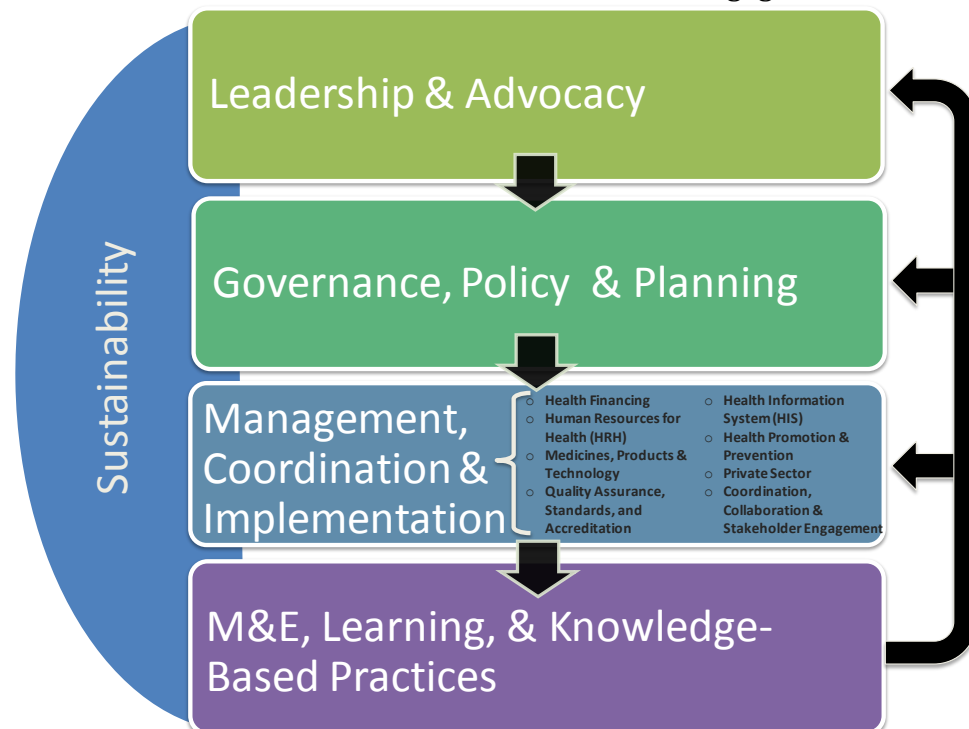 Leadership & Advocacy
Governance, Policy & Planning
Sustainability
Management,
Coordination &
Implementation
○ Health Financing
○ Human Resources for
Health (HRH)
○ Medicines, Products &
Technology
○ Quality Assurance,
Standards, and
Accreditation
○ Health Information
System (HIS)
○ Health Promotion &
Prevention
○ Private Sector
○ Coordination,
Collaboration &
Stakeholder Engagement
M&E, Learning, & Knowledge-
Based Practices